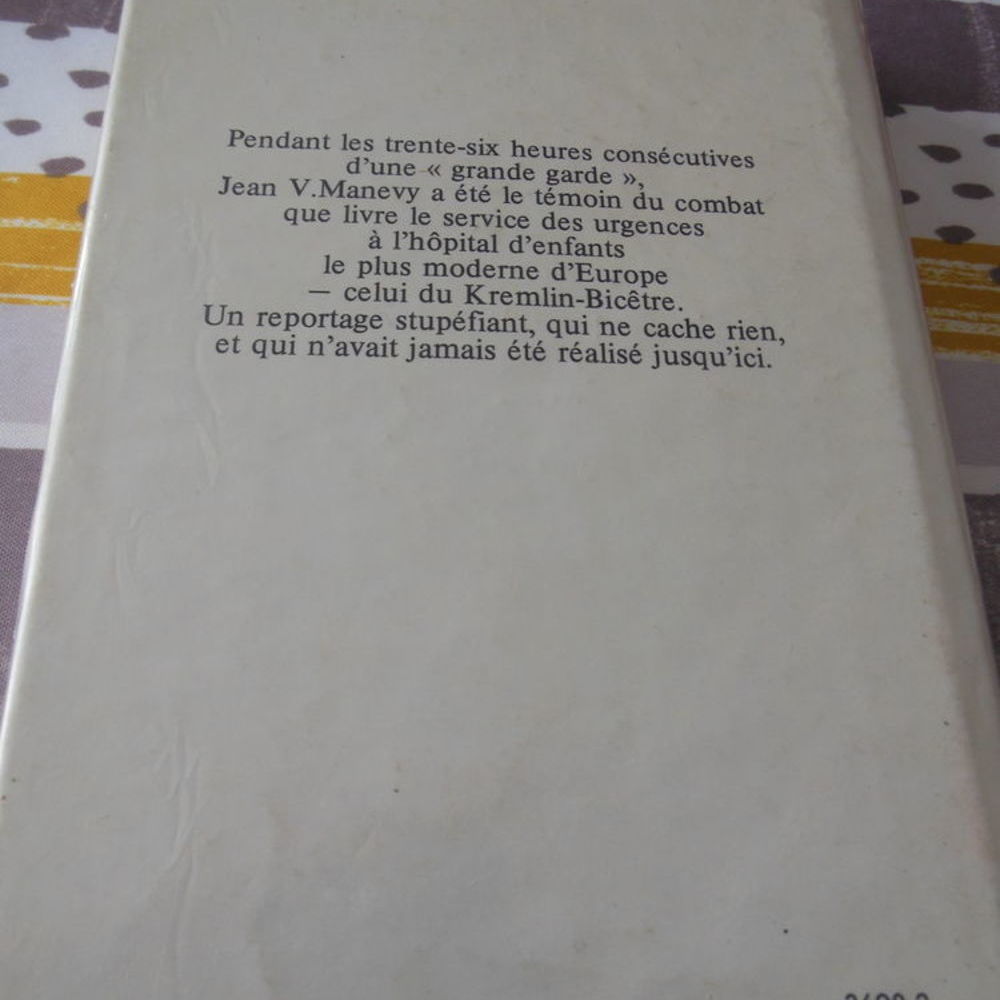 Pendant les trente-six heures consécutives
d'une « grande garde »,
Jean V.Manevy a été le témoin du combat
que livre le service des urgences
à l'hôpital d'enfants
le plus moderne d'Europe
— celui du Kremlin-Bicêtre.
Un reportage stupéfiant, qui ne cache rien,
et qui n'avait jamais été réalisé jusqu'ici.